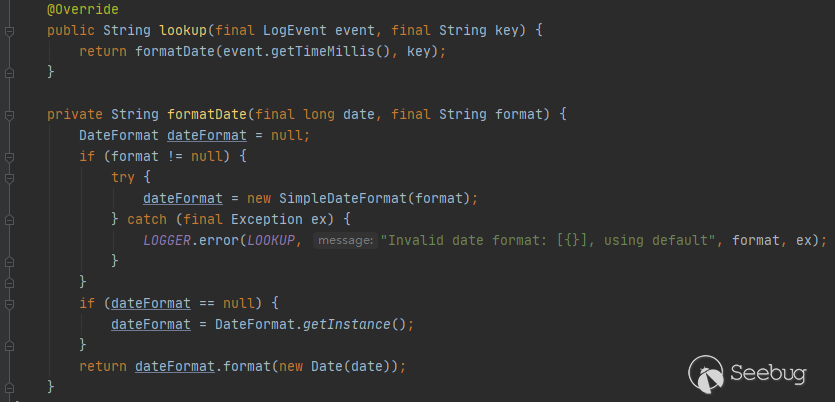 @Override
public String lookup(final LogEvent event, final String key) {
    return formatDate(event.getTimeMillis(), key);
}

private String formatDate(final long date, final String format) {
    DateFormat dateFormat = null;
    if (format != null) {
        try {
            dateFormat = new SimpleDateFormat(format);
        } catch (final Exception ex) {
            LOGGER.error(LOOKUP, message: "Invalid date format: [{}], using default", format, ex);
        }
    }
    if (dateFormat == null) {
        dateFormat = DateFormat.getInstance();
    }
    return dateFormat.format(new Date(date));
}
Seebug